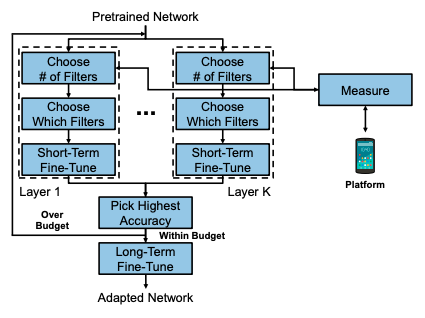 Pretrained Network
Choose
# of Filters
Choose
Which Filters
Short-Term
Fine-Tune
Layer 1
...
Choose
# of Filters
Choose
Which Filters
Short-Term
Fine-Tune
Layer K
Measure
Platform
Pick Highest
Accuracy
Over
Budget
Within Budget
Long-Term
Fine-Tune
Adapted Network